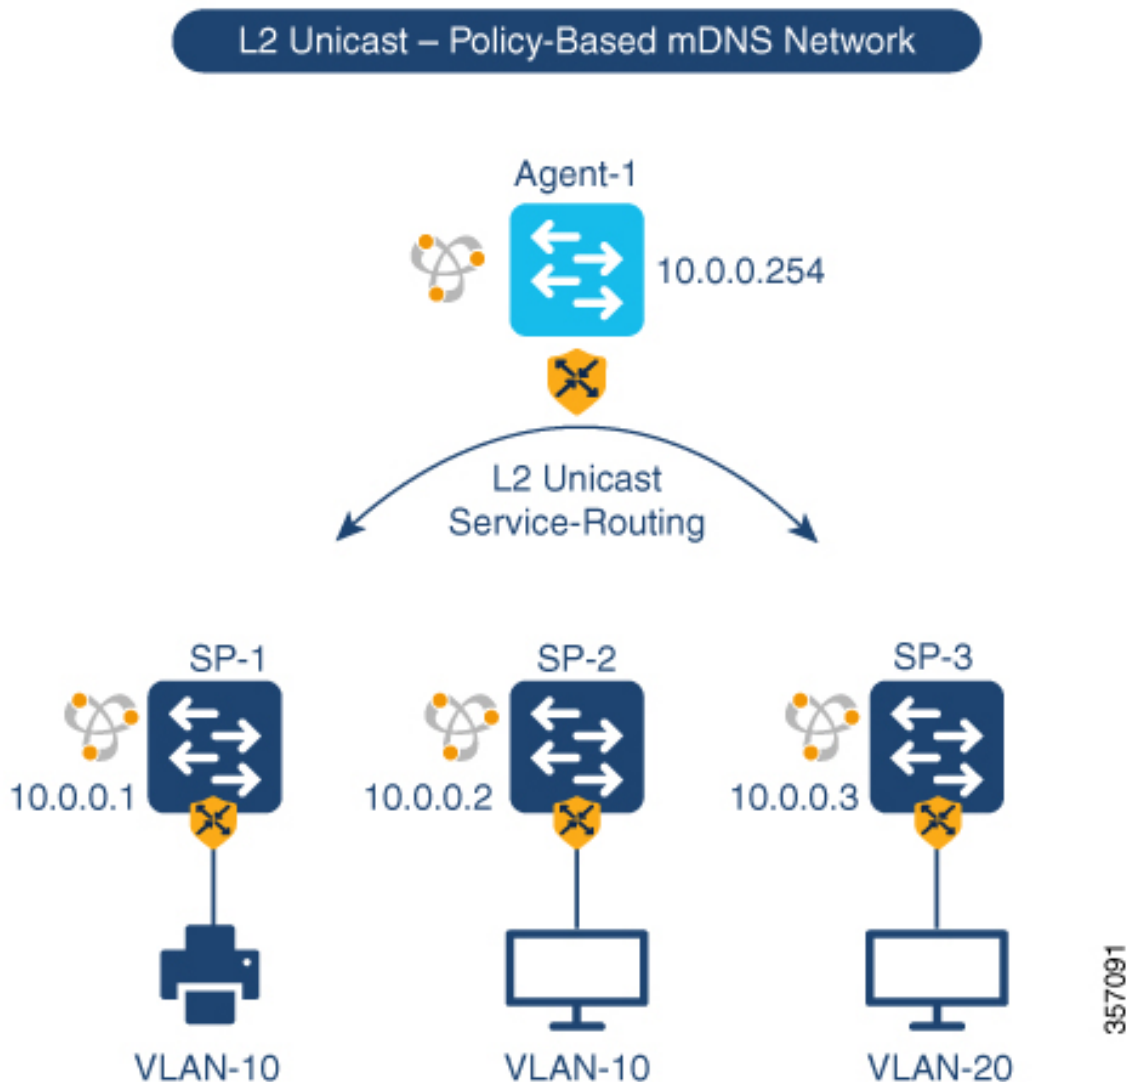 L2 Unicast – Policy-Based mDNS Network
Agent-1
10.0.0.254
L2 Unicast
Service-Routing
SP-1
SP-2
SP-3
10.0.0.1
10.0.0.2
10.0.0.3
VLAN-10
VLAN-10
VLAN-20
357091